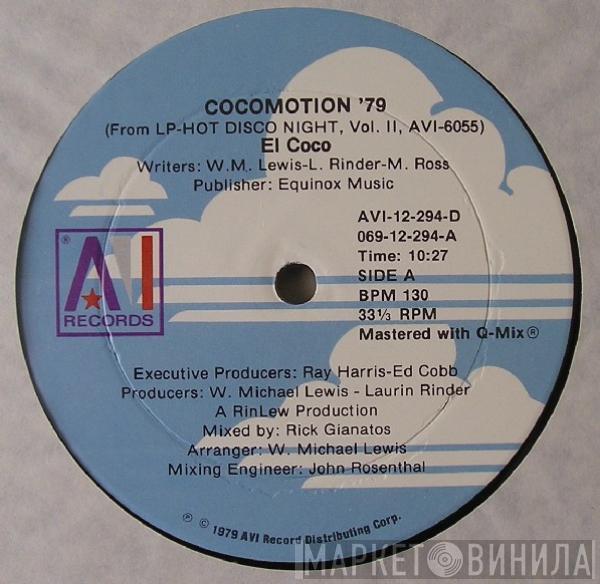 COCOMOTION '79
(From LP-HOT DISCO NIGHT, Vol. II, AVI-6055)
El Coco
Writers: W.M. Lewis-L. Rinder-M. Ross
Publisher: Equinox Music
® AVI
RECORDS
AVI-12-294-D
069-12-294-A
Time: 10:27
SIDE A
BPM 130
33⅓ RPM
Mastered with Q-Mix®
Executive Producers: Ray Harris-Ed Cobb
Producers: W. Michael Lewis - Laurin Rinder
A RinLew Production
Mixed by: Rick Gianatos
Arranger: W. Michael Lewis
Mixing Engineer: John Rosenthal
℗ © 1979 AVI Record Distributing Corp.
МАРКЕТ ВИНИЛА